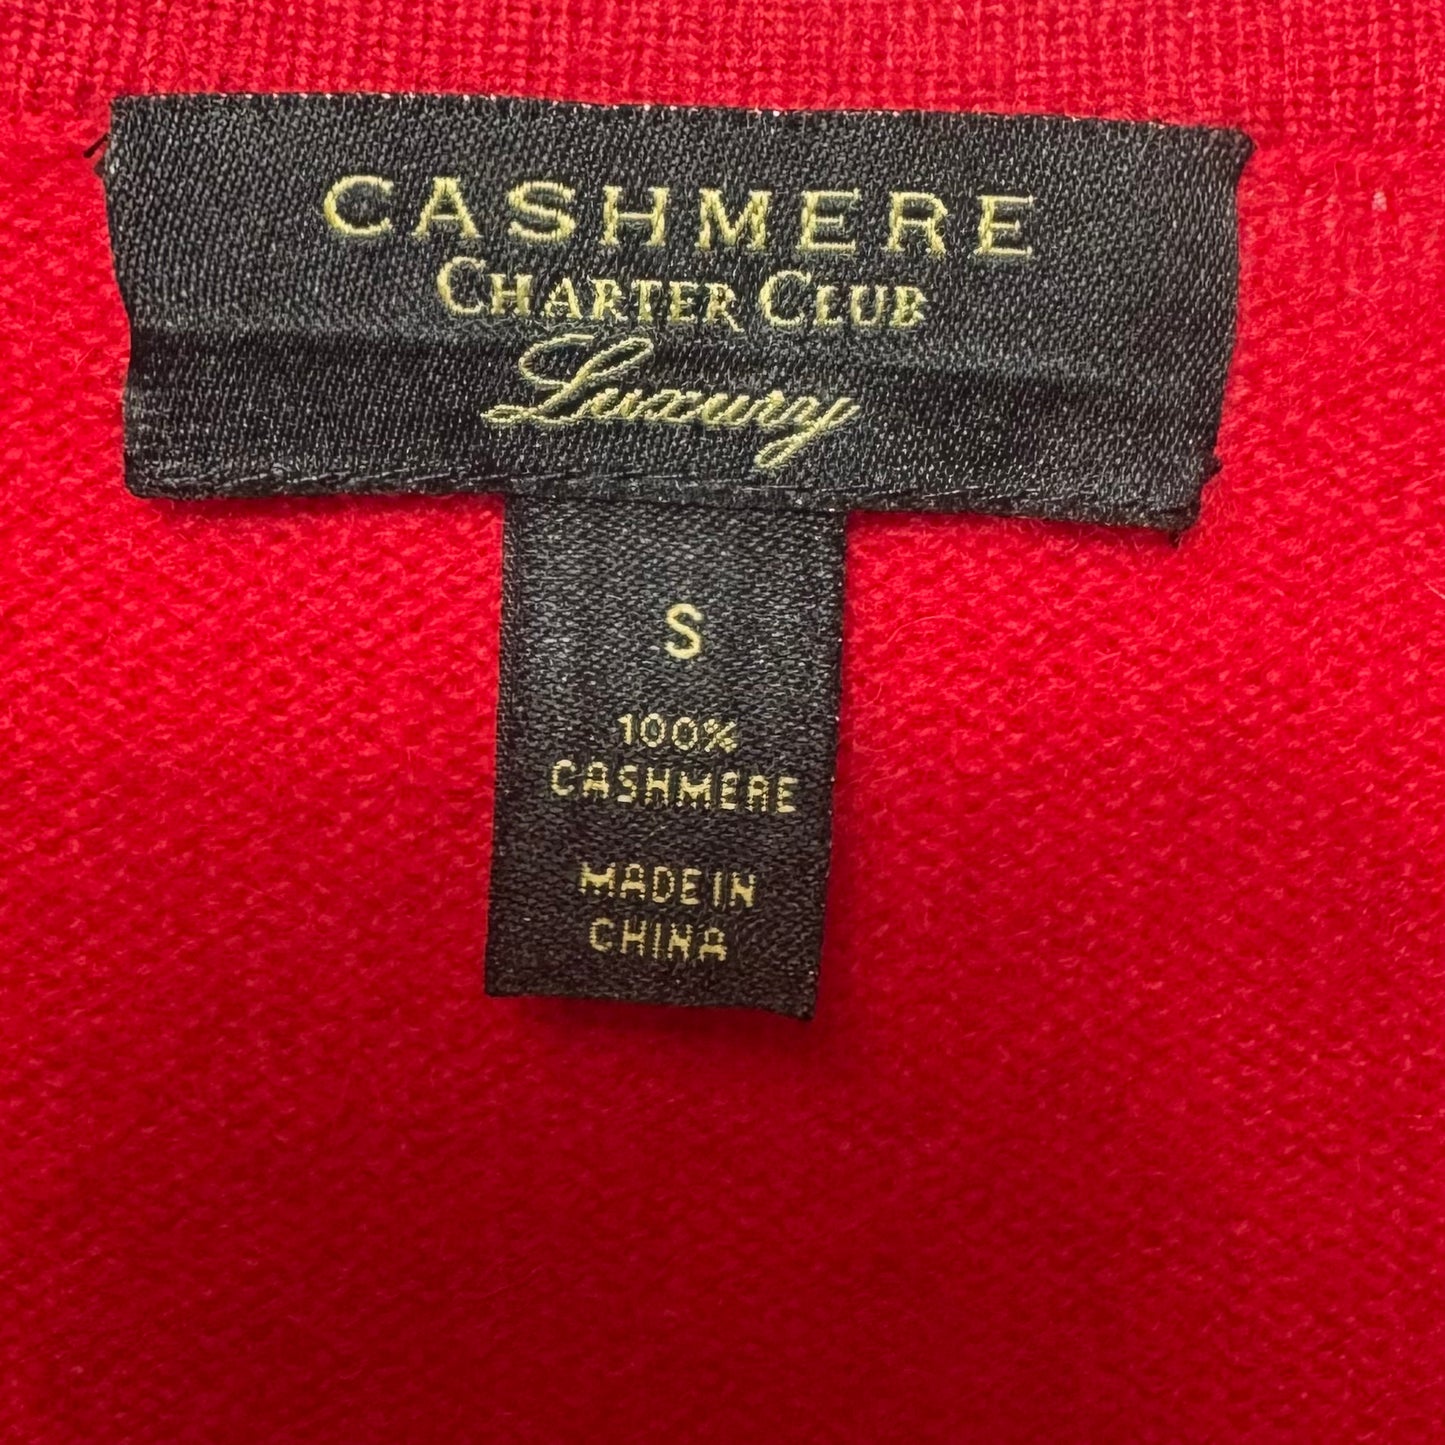 CASHMERE
CHARTER CLUB
Luxury
S
100%
CASHMERE
MADE IN
CHINA